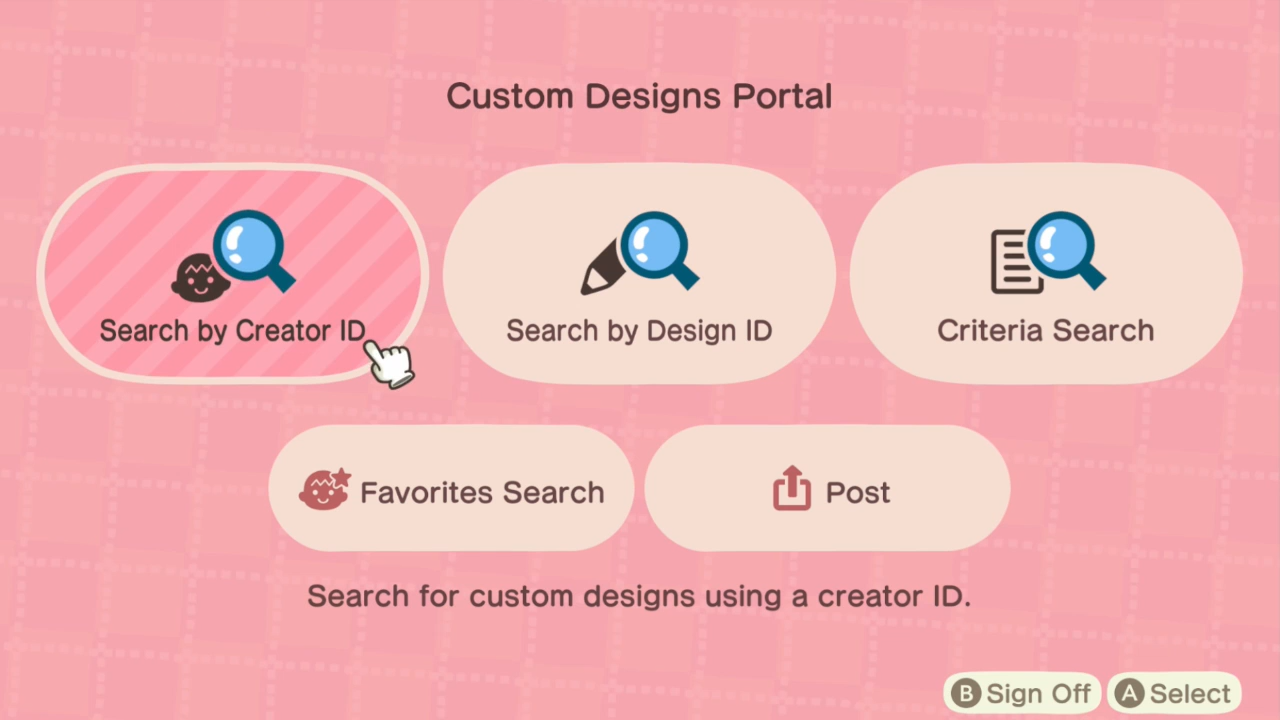 Custom Designs Portal
Search by Creator ID
Search by Design ID
Criteria Search
Favorites Search
Post
Search for custom designs using a creator ID.
B Sign Off A Select